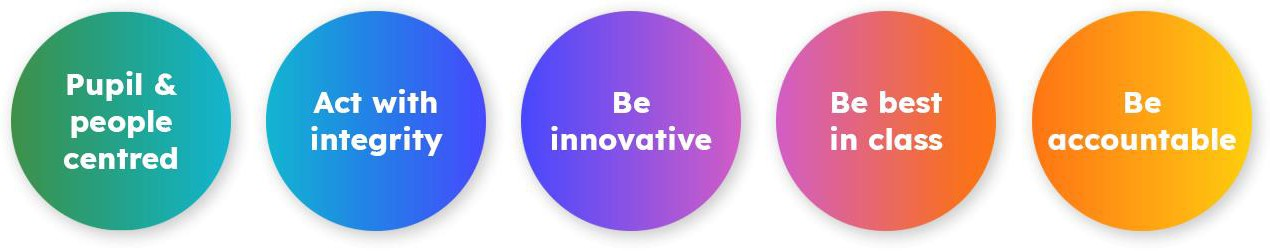 Pupil &
people
centred
Act with
integrity
Be
innovative
Be best
in class
Be
accountable